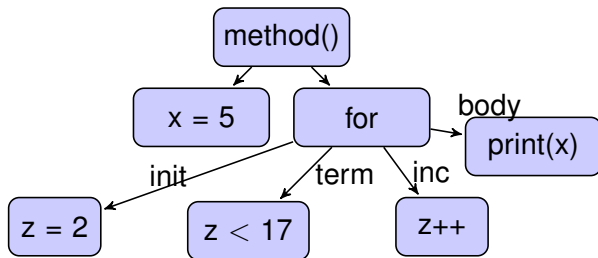 method()
x = 5
for
body
print(x)
init
term
inc
z = 2
z < 17
z++